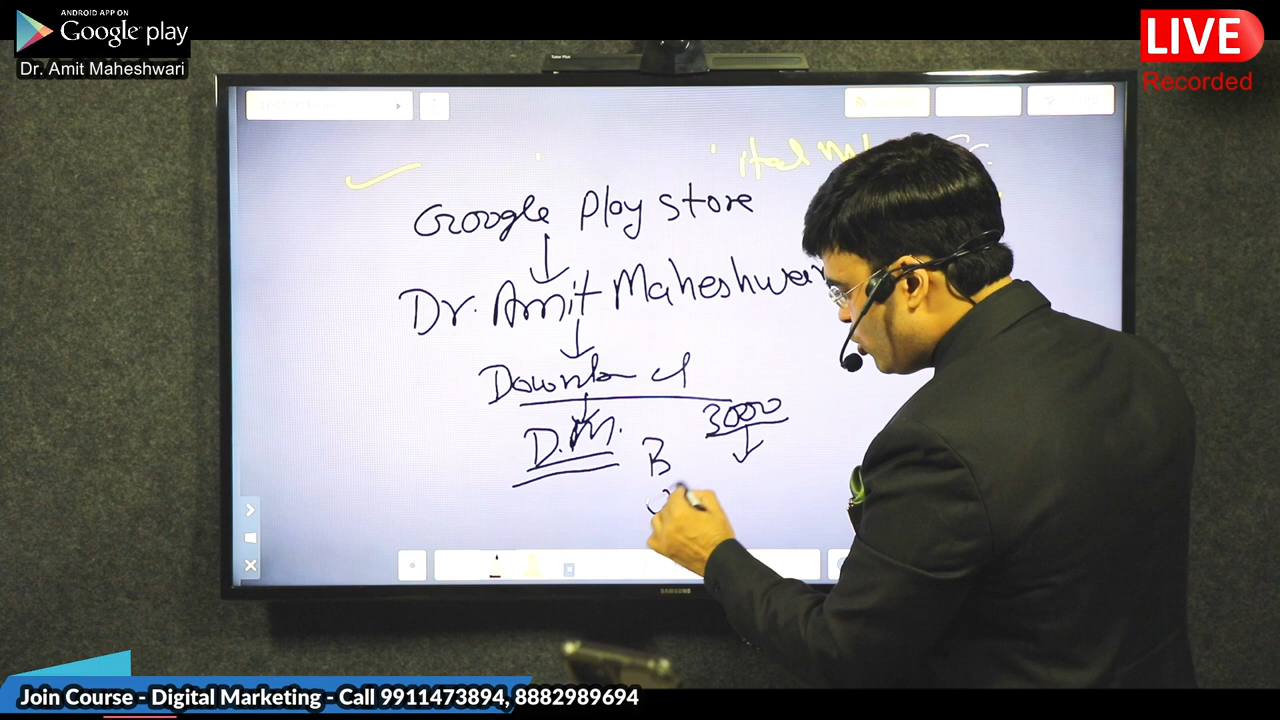 ANDROID APP ON
Google play
Dr. Amit Maheshwari
LIVE
Recorded
Google Play store
Dr. Amit Maheshwar
Download
D.M.
3000
B
SAMSUNG
Join Course - Digital Marketing - Call 9911473894, 8882989694